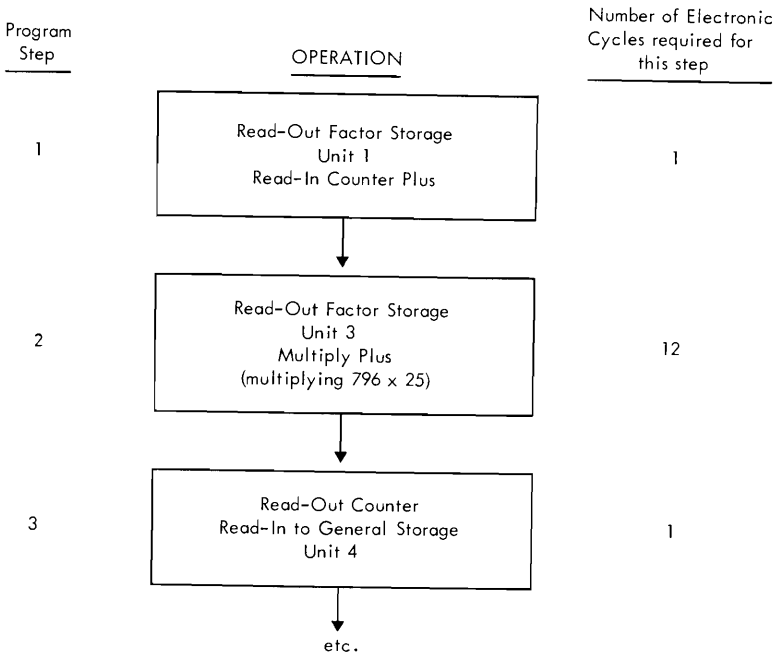 Program
Step
OPERATION
Number of Electronic
Cycles required for
this step
1
Read-Out Factor Storage
Unit 1
Read-In Counter Plus
1
2
Read-Out Factor Storage
Unit 3
Multiply Plus
(multiplying 796 x 25)
12
3
Read-Out Counter
Read-In to General Storage
Unit 4
1
etc.